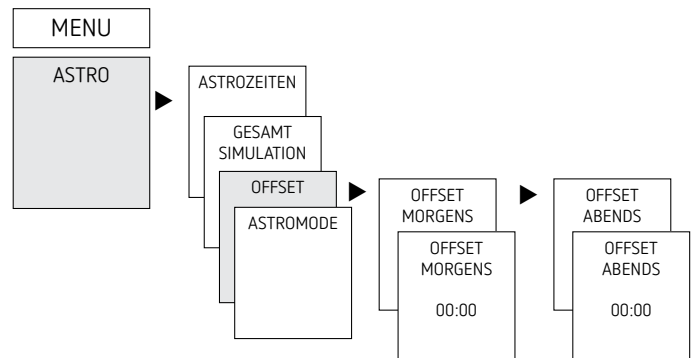 MENU
ASTRO
ASTROZEITEN
GESAMT
SIMULATION
OFFSET
ASTROMODE
OFFSET
MORGENS
OFFSET
MORGENS
00:00
OFFSET
ABENDS
OFFSET
ABENDS
00:00